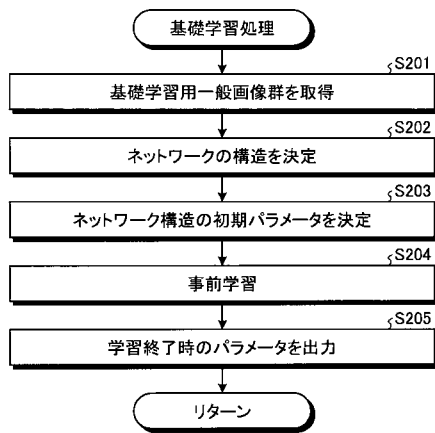 基礎学習処理
S201
基礎学習用一般画像群を取得
S202
ネットワークの構造を決定
S203
ネットワーク構造の初期パラメータを決定
S204
事前学習
S205
学習終了時のパラメータを出力
リターン